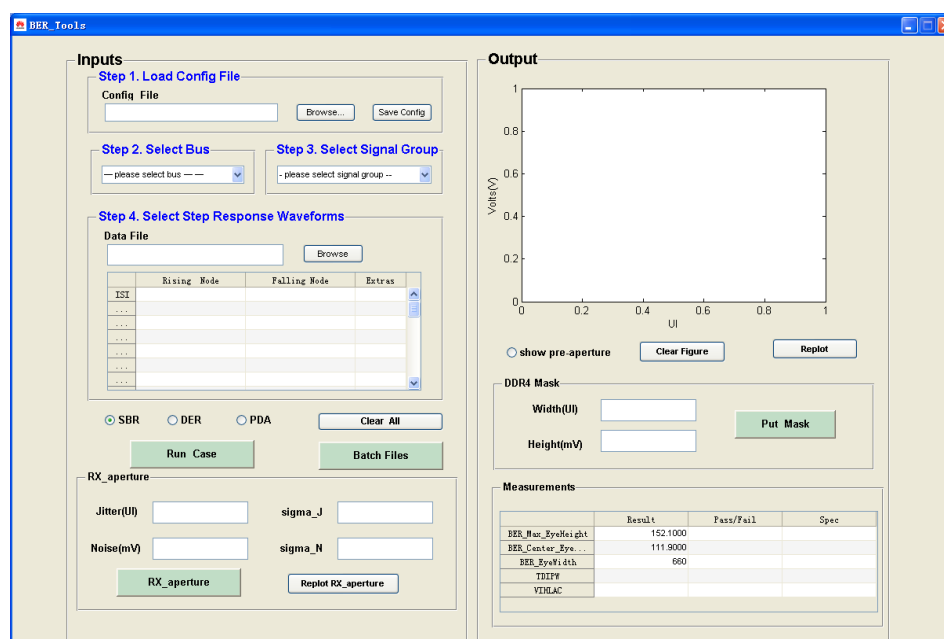 BER_Tools
Inputs
Step 1. Load Config File
Config File
Browse...
Save Config
Step 2. Select Bus
--- please select bus --- ---
Step 3. Select Signal Group
- please select signal group --
Step 4. Select Step Response Waveforms
Data File
Browse
Rising Node Falling Node Extras
ISI
...
...
...
...
...
...
SBR
DER
PDA
Clear All
Run Case
Batch Files
RX_aperture
Jitter(UI)
sigma_J
Noise(mV)
sigma_N
RX_aperture
Replot RX_aperture
Output
1
0.8
0.6
0.4
0.2
0
Volts(V)
0 0.2 0.4 0.6 0.8 1
UI
show pre-aperture
Clear Figure
Replot
DDR4 Mask
Width(UI)
Height(mV)
Put Mask
Measurements
Result Pass/Fail Spec
BER_Max_EyeHeight 152.1000
BER_Center_Eye... 111.9000
BER_EyeWidth 660
TDIPW
VIHLAC